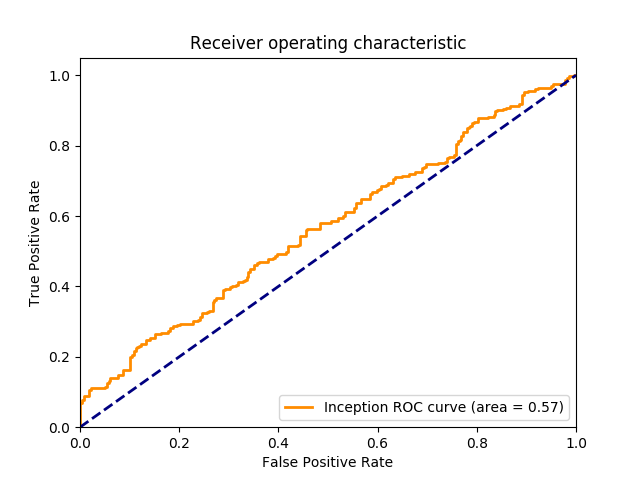 Receiver operating characteristic
1.0
0.8
0.6
0.4
0.2
0.0
True Positive Rate
Inception ROC curve (area = 0.57)
0.0 0.2 0.4 0.6 0.8 1.0
False Positive Rate